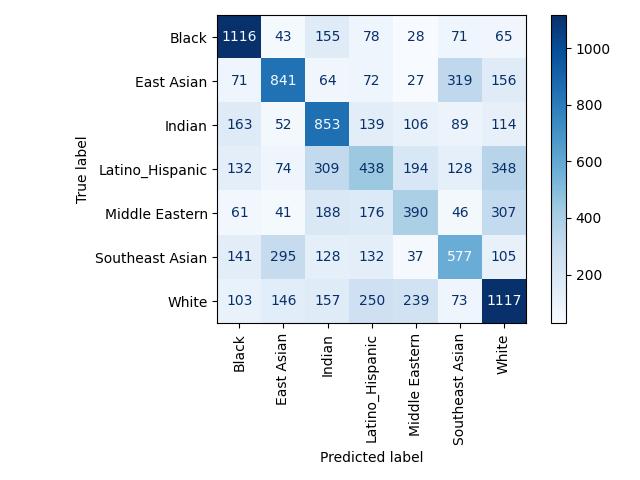 Black 1116 43 155 78 28 71 65
East Asian 71 841 64 72 27 319 156
Indian 163 52 853 139 106 89 114
Latino_Hispanic 132 74 309 438 194 128 348
Middle Eastern 61 41 188 176 390 46 307
Southeast Asian 141 295 128 132 37 577 105
White 103 146 157 250 239 73 1117
True label
Black East Asian Indian Latino_Hispanic Middle Eastern Southeast Asian White
Predicted label
1000
800
600
400
200